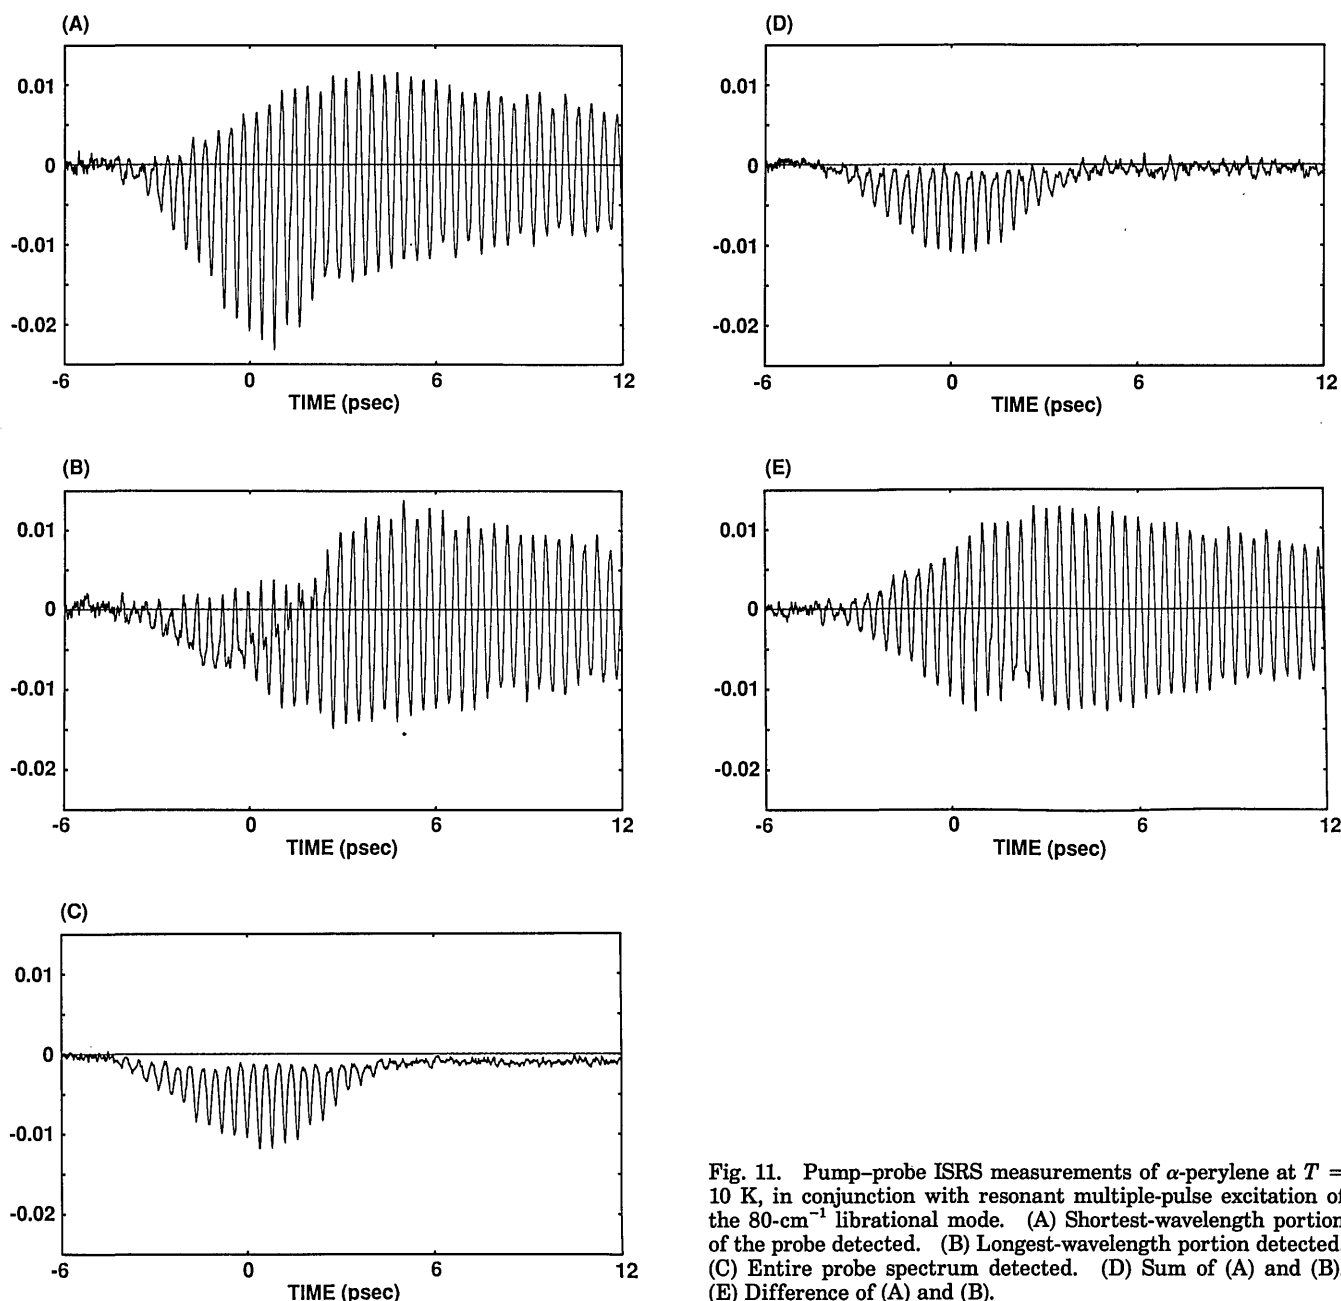 (A)
0.01
0
-0.01
-0.02
-6
0
6
12
TIME (psec)
(B)
0.01
0
-0.01
-0.02
-6
0
6
12
TIME (psec)
(C)
0.01
0
-0.01
-0.02
-6
0
6
12
TIME (psec)
(D)
0.01
0
-0.01
-0.02
-6
0
6
12
TIME (psec)
(E)
0.01
0
-0.01
-0.02
-6
0
6
12
TIME (psec)
Fig. 11. Pump–probe ISRS measurements of α-perylene at T =
10 K, in conjunction with resonant multiple-pulse excitation of
the 80-cm⁻¹ librational mode. (A) Shortest-wavelength portion
of the probe detected. (B) Longest-wavelength portion detected.
(C) Entire probe spectrum detected. (D) Sum of (A) and (B).
(E) Difference of (A) and (B).